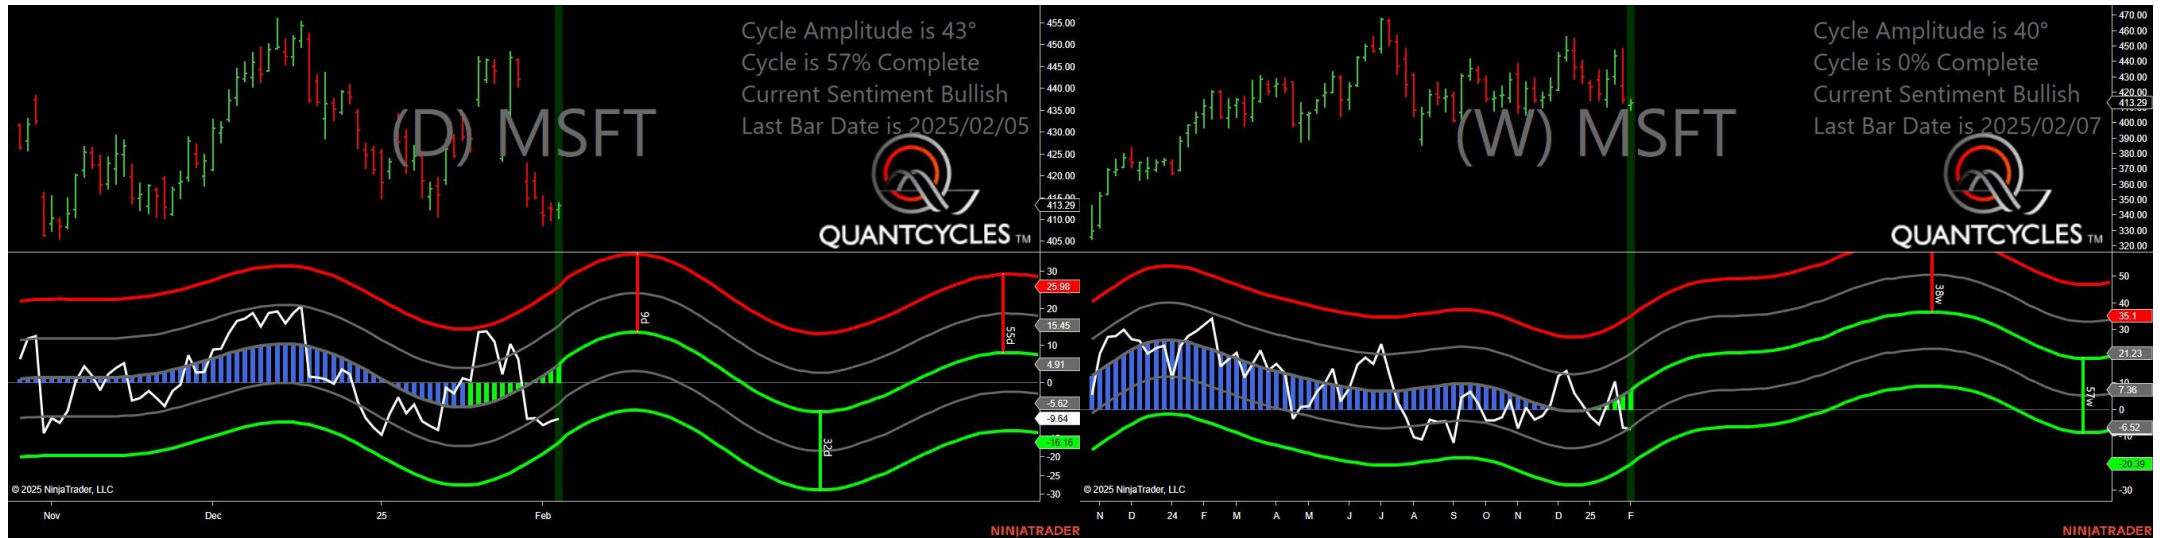 Cycle Amplitude is 43°
Cycle is 57% Complete
Current Sentiment Bullish
Last Bar Date is 2025/02/05
(D) MSFT
QUANTCYCLES TM
455.00
450.00
445.00
440.00
435.00
430.00
425.00
420.00
415.00
413.29
410.00
405.00
9d
55d
32d
30
25.98
20
15.45
10
4.91
0
-5.62
-9.64
-16.16
-20
-25
-30
© 2025 NinjaTrader, LLC
Nov
Dec
25
Feb
NINJATRADER
Cycle Amplitude is 40°
Cycle is 0% Complete
Current Sentiment Bullish
Last Bar Date is 2025/02/07
(W) MSFT
QUANTCYCLES TM
470.00
460.00
450.00
440.00
430.00
420.00
413.29
400.00
390.00
380.00
370.00
360.00
350.00
340.00
330.00
320.00
38w
57w
50
40
35.1
30
21.23
10
7.36
0
-6.52
-10
-20.39
-30
© 2025 NinjaTrader, LLC
N
D
24
F
M
A
M
J
J
A
S
O
N
D
25
F
NINJATRADER